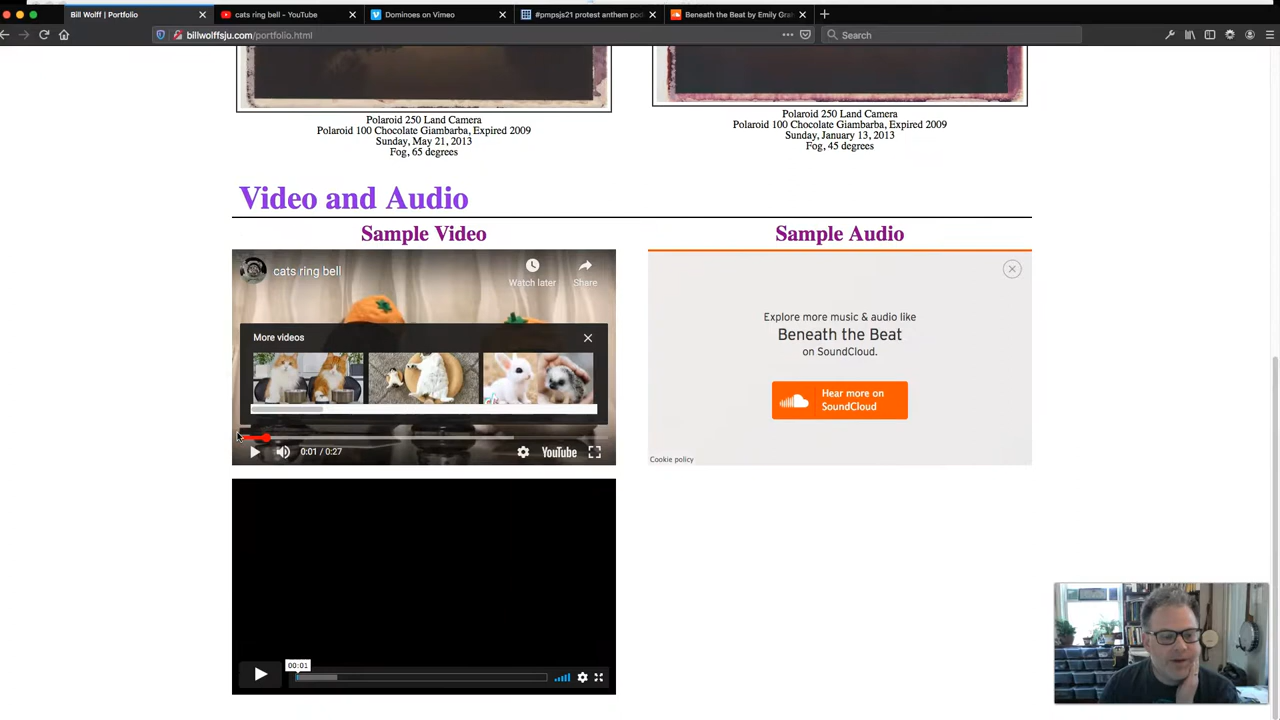 Bill Wolff | Portfolio
cats ring bell - YouTube
Dominoes on Vimeo
#pmpsjs21 protest anthem pod
Beneath the Beat by Emily Gra
billwolffsju.com/portfolio.html
Search
Polaroid 250 Land Camera
Polaroid 100 Chocolate Giambarba, Expired 2009
Sunday, May 21, 2013
Fog, 65 degrees
Polaroid 250 Land Camera
Polaroid 100 Chocolate Giambarba, Expired 2009
Sunday, January 13, 2013
Fog, 45 degrees
Video and Audio
Sample Video
cats ring bell
Watch later
Share
More videos
0:01 / 0:27
YouTube
00:01
Sample Audio
Explore more music & audio like
Beneath the Beat
on SoundCloud.
Hear more on
SoundCloud
Cookie policy